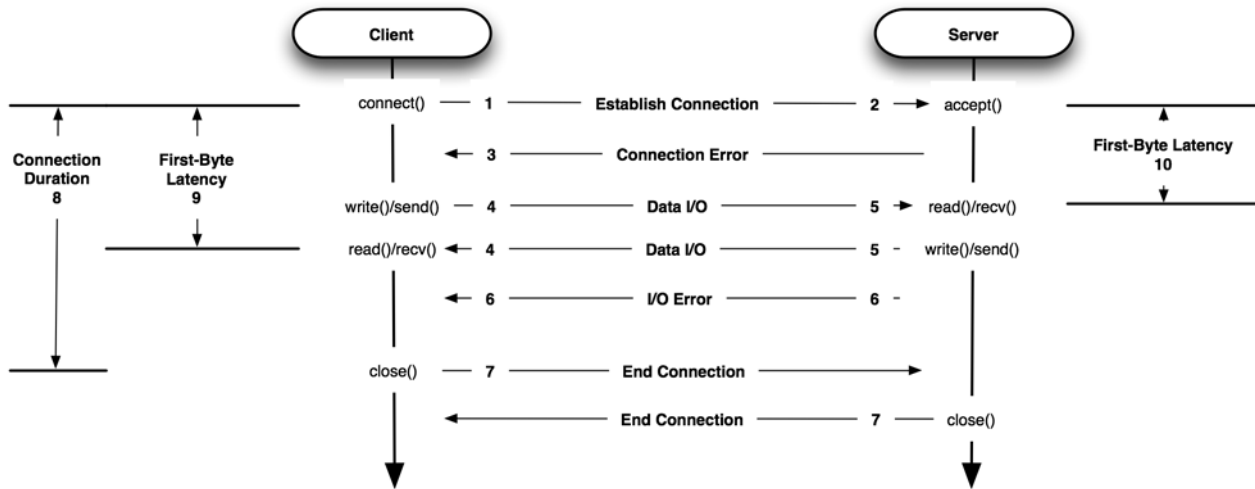 Client
Server
connect() 1 Establish Connection 2 accept()
3 Connection Error
Connection
Duration
8
First-Byte
Latency
9
First-Byte Latency
10
write()/send() 4 Data I/O 5 read()/recv()
read()/recv() 4 Data I/O 5 write()/send()
6 I/O Error 6
close() 7 End Connection
End Connection 7 close()